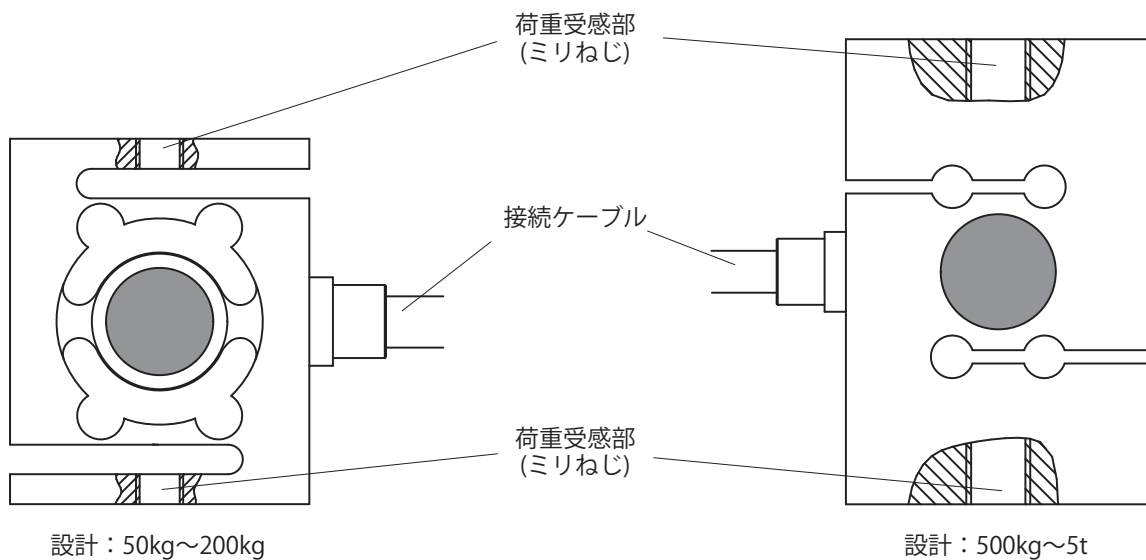 荷重受感部
(ミリねじ)
接続ケーブル
荷重受感部
(ミリねじ)
設計：50kg～200kg
設計：500kg～5t